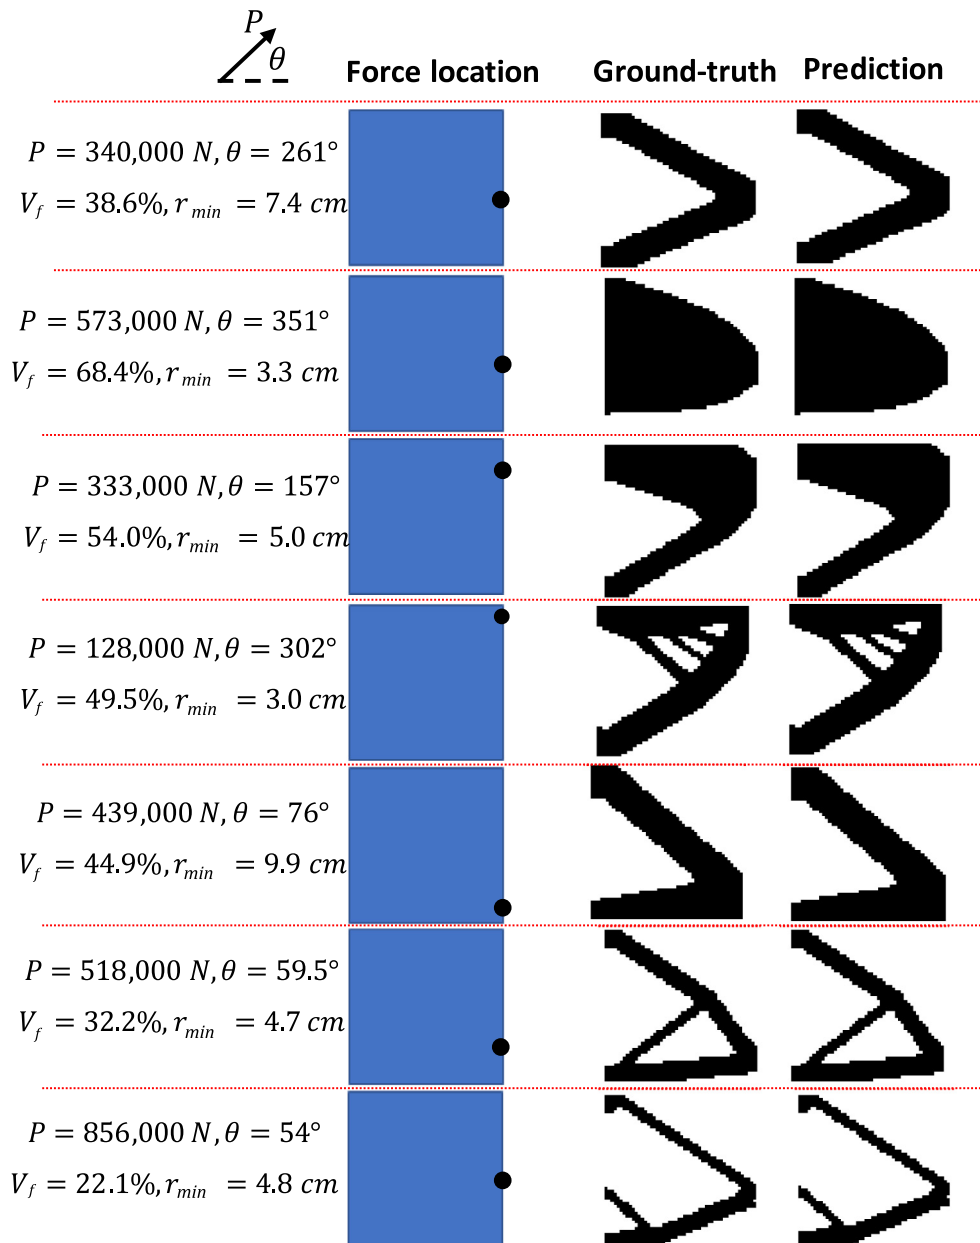 P
θ
Force location Ground-truth Prediction
P = 340,000 N, θ = 261°
V_f = 38.6%, r_min = 7.4 cm
P = 573,000 N, θ = 351°
V_f = 68.4%, r_min = 3.3 cm
P = 333,000 N, θ = 157°
V_f = 54.0%, r_min = 5.0 cm
P = 128,000 N, θ = 302°
V_f = 49.5%, r_min = 3.0 cm
P = 439,000 N, θ = 76°
V_f = 44.9%, r_min = 9.9 cm
P = 518,000 N, θ = 59.5°
V_f = 32.2%, r_min = 4.7 cm
P = 856,000 N, θ = 54°
V_f = 22.1%, r_min = 4.8 cm